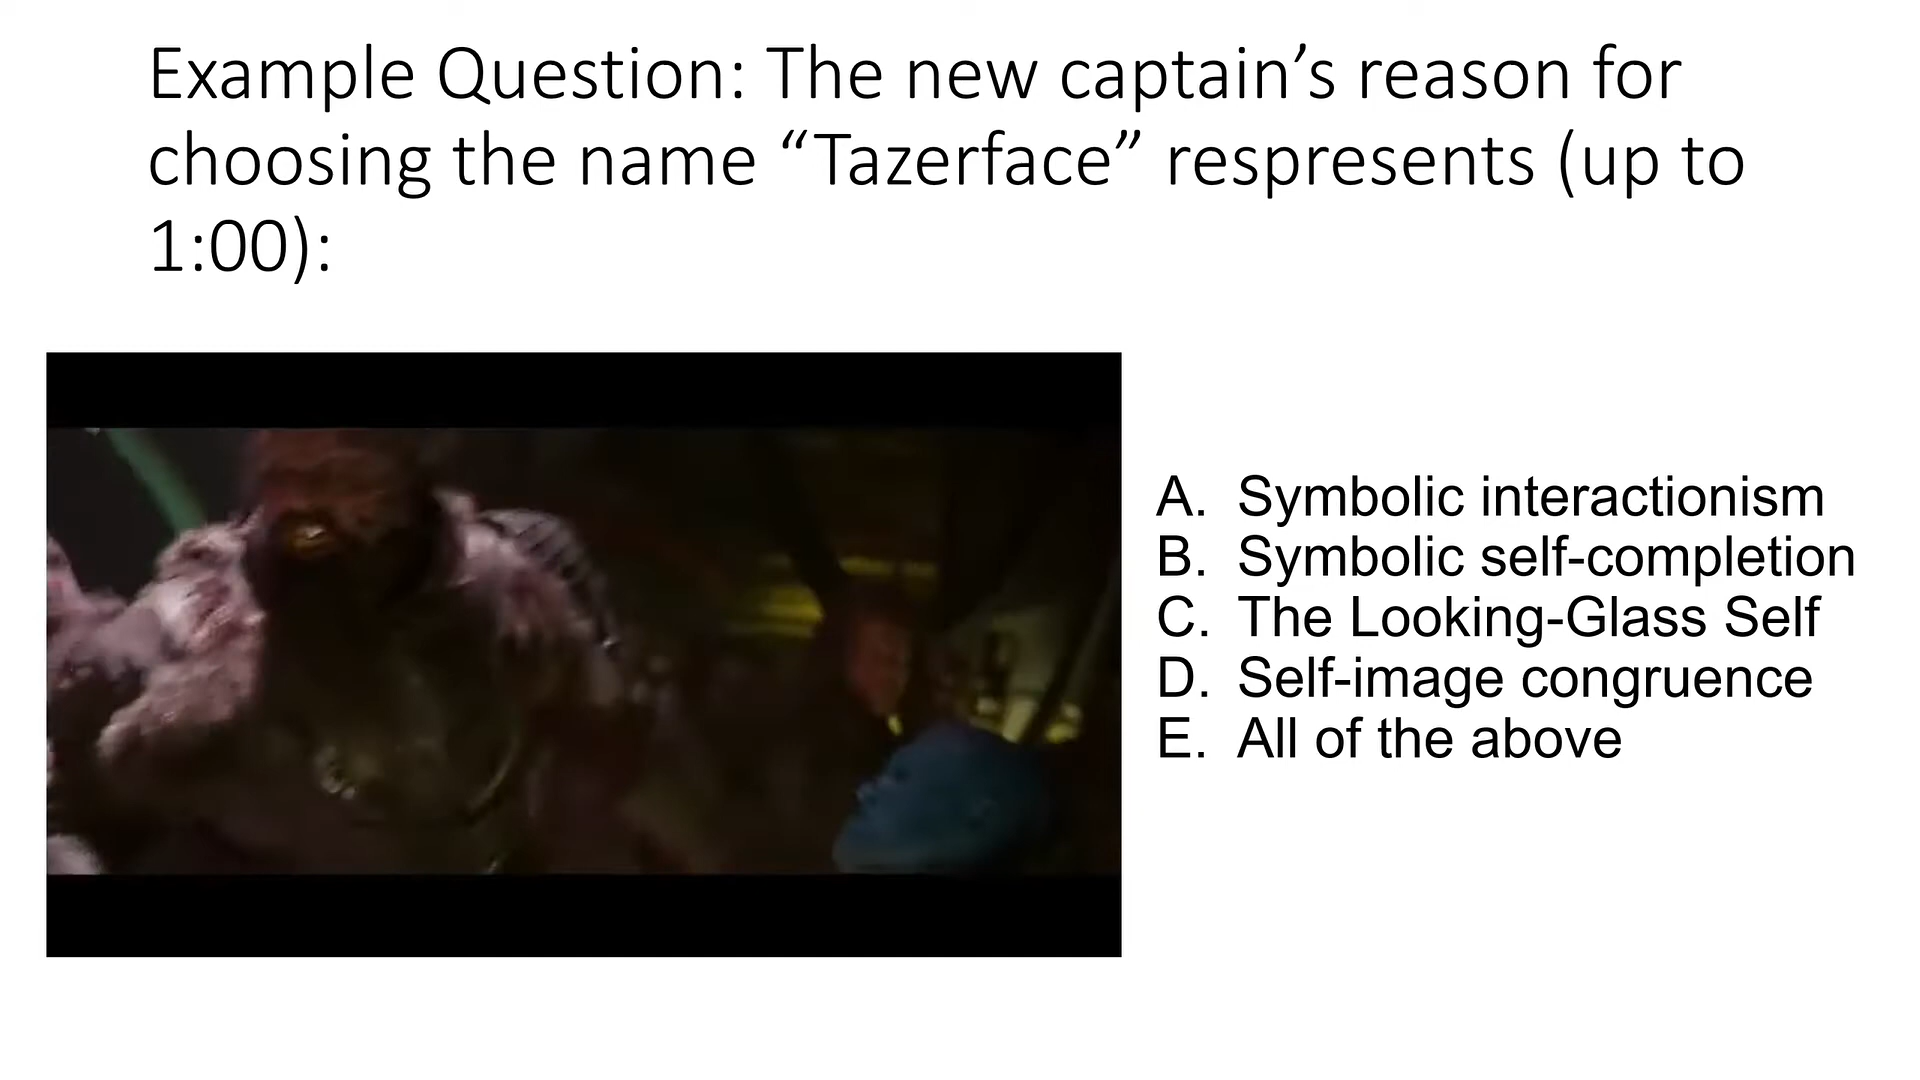 Example Question: The new captain’s reason for
choosing the name “Tazerface” respresents (up to
1:00):
A. Symbolic interactionism
B. Symbolic self-completion
C. The Looking-Glass Self
D. Self-image congruence
E. All of the above